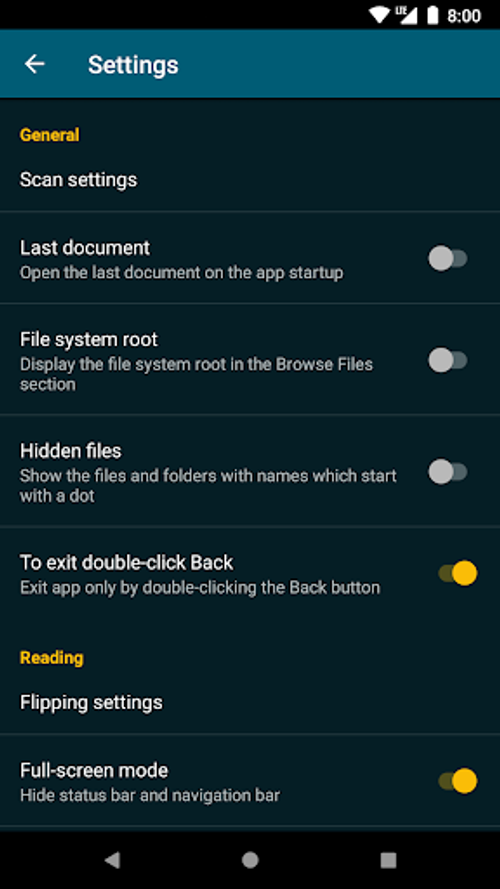 LTE 8:00
Settings
General
Scan settings
Last document
Open the last document on the app startup
File system root
Display the file system root in the Browse Files
section
Hidden files
Show the files and folders with names which start
with a dot
To exit double-click Back
Exit app only by double-clicking the Back button
Reading
Flipping settings
Full-screen mode
Hide status bar and navigation bar